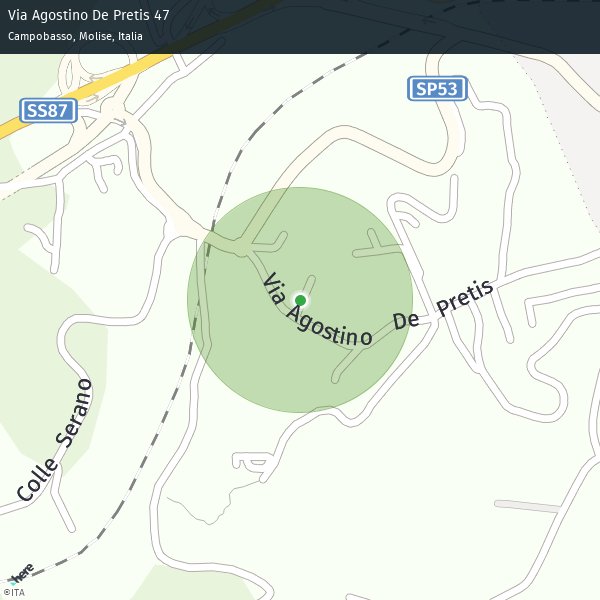 Via Agostino De Pretis 47
Campobasso, Molise, Italia
SP53
SS87
Via Agostino De Pretis
Colle Serano
here
©ITA